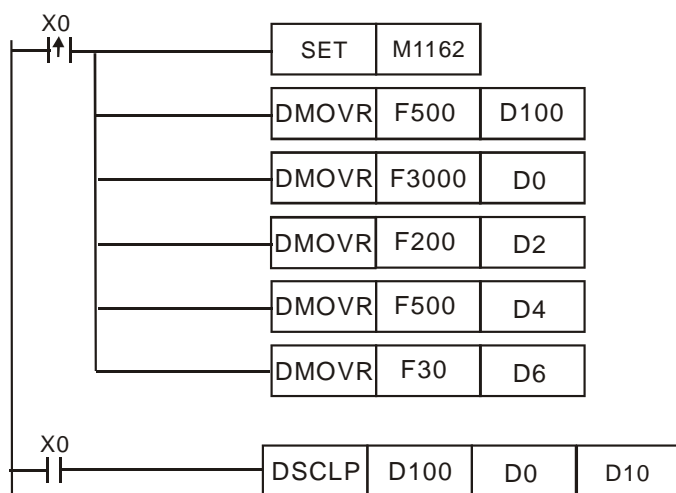 X0
SET M1162
DMOVR F500 D100
DMOVR F3000 D0
DMOVR F200 D2
DMOVR F500 D4
DMOVR F30 D6
X0
DSCLP D100 D0 D10